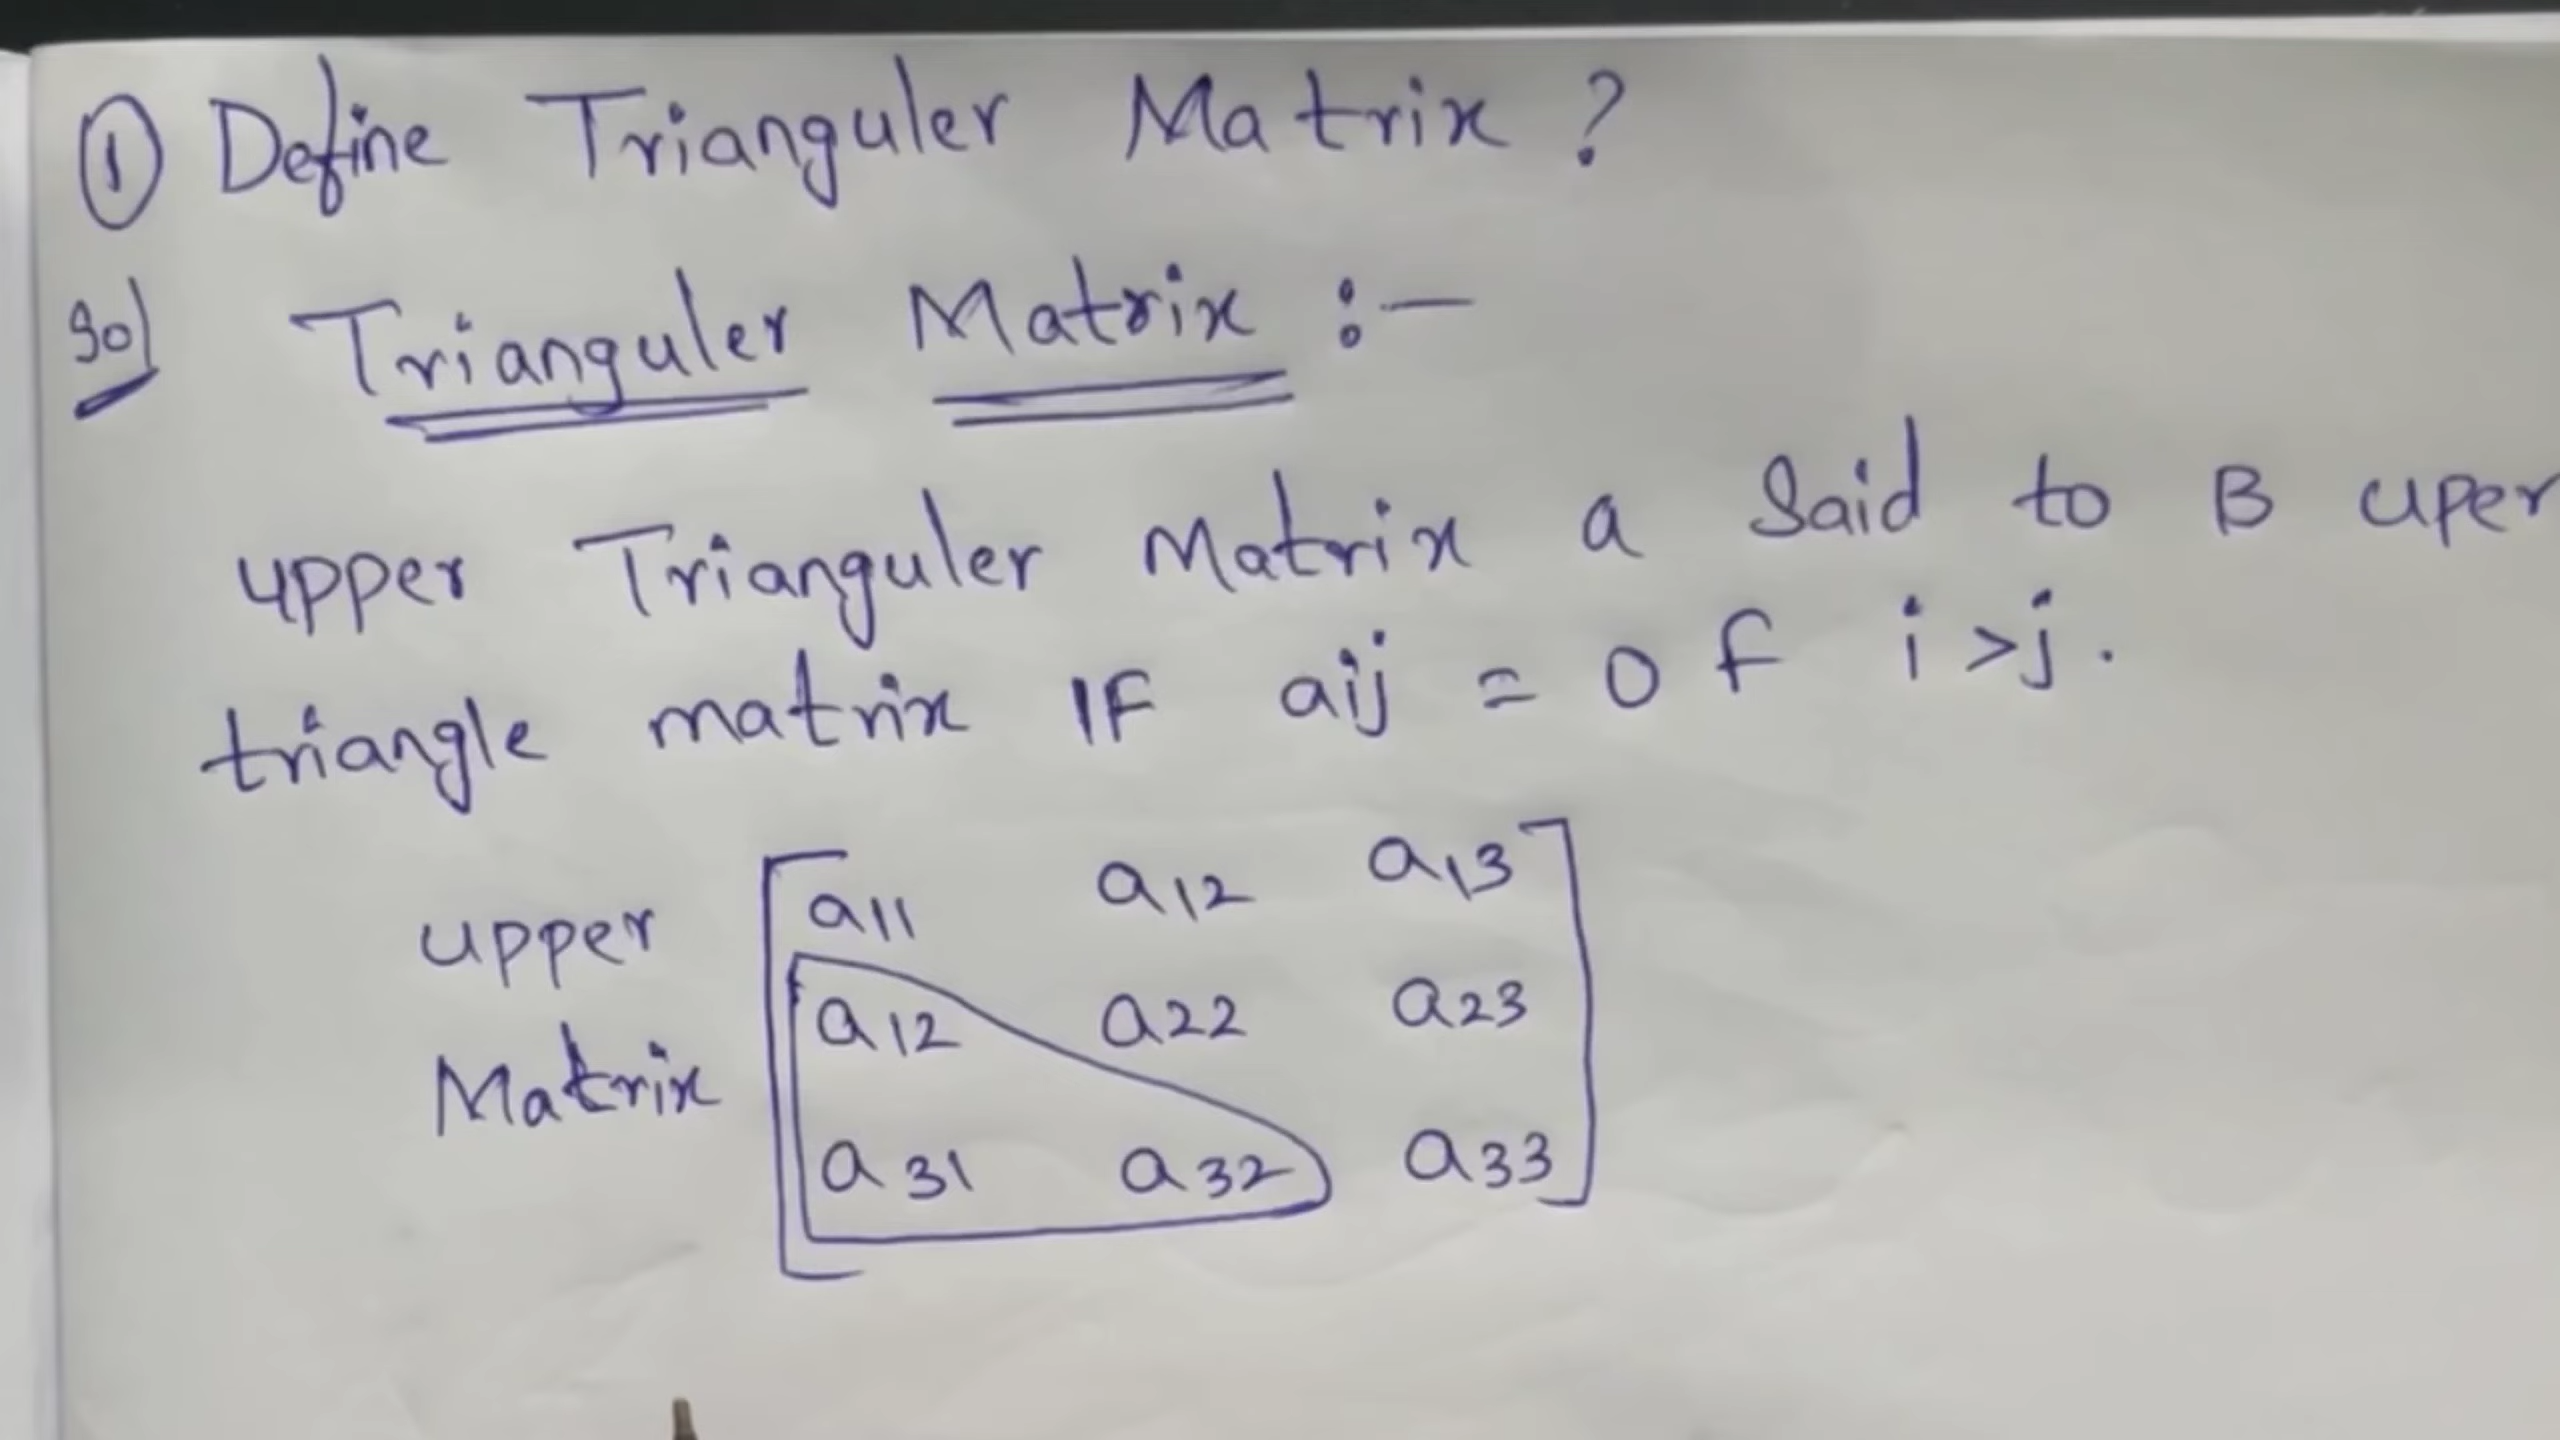 ① Define Trianguler Matrix ?
Sol Trianguler Matrix :-
upper Trianguler Matrix a Said to B uper
triangle matrix IF aij = 0 f i >j.
a11 a12 a13
upper
a12 a22 a23
Matrix
a31 a32 a33